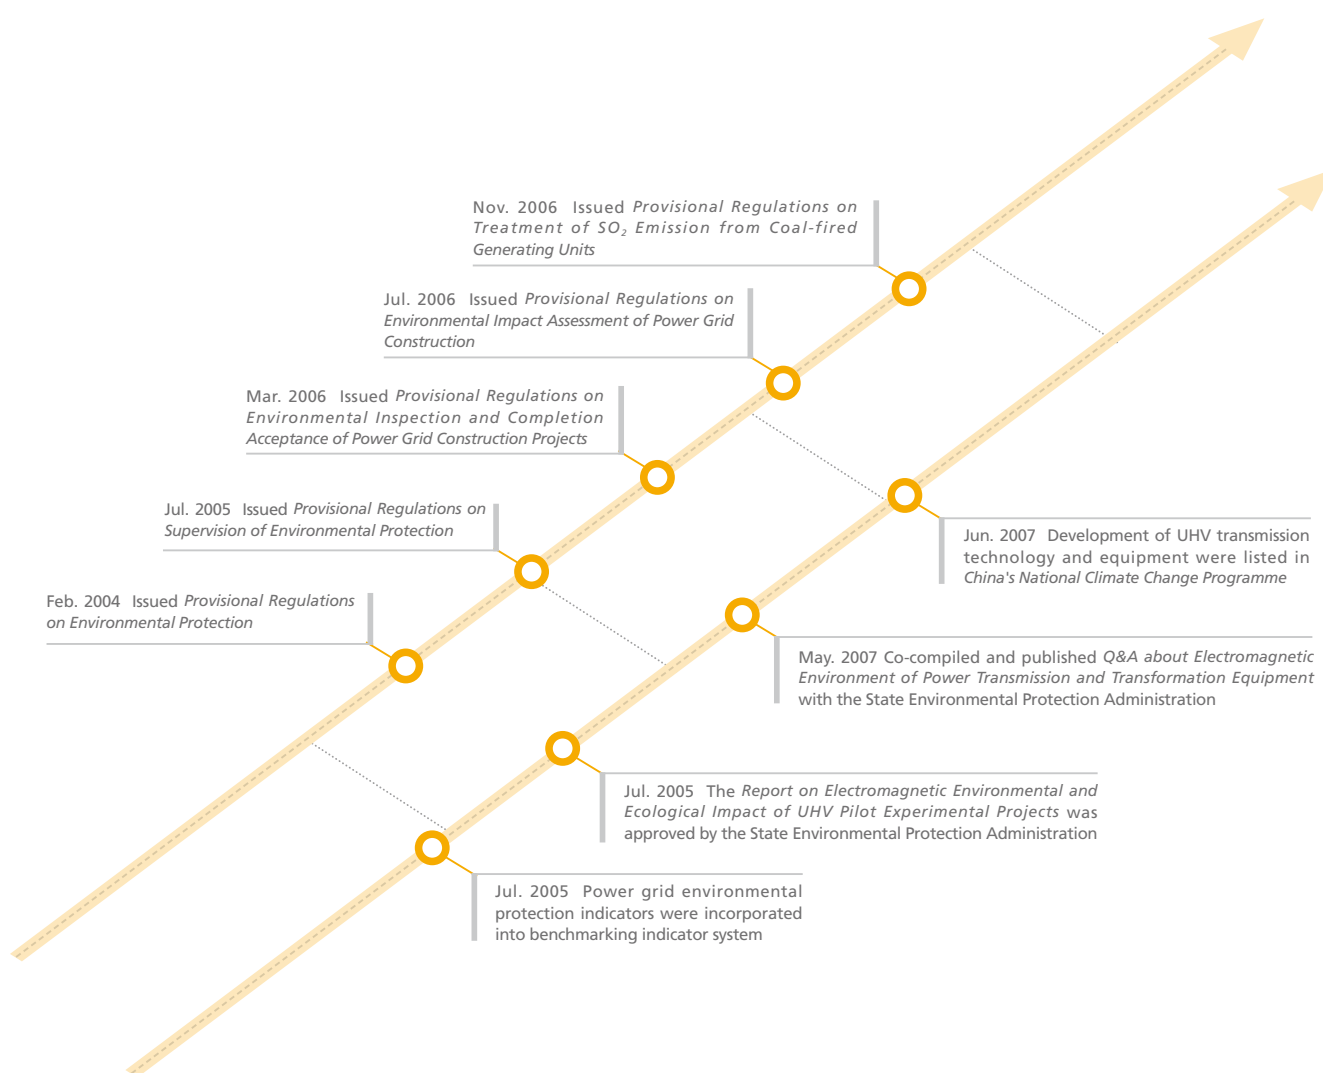 Nov. 2006 Issued Provisional Regulations on
Treatment of SO₂ Emission from Coal-fired
Generating Units
Jul. 2006 Issued Provisional Regulations on
Environmental Impact Assessment of Power Grid
Construction
Mar. 2006 Issued Provisional Regulations on
Environmental Inspection and Completion
Acceptance of Power Grid Construction Projects
Jul. 2005 Issued Provisional Regulations on
Supervision of Environmental Protection
Feb. 2004 Issued Provisional Regulations
on Environmental Protection
Jun. 2007 Development of UHV transmission
technology and equipment were listed in
China's National Climate Change Programme
May. 2007 Co-compiled and published Q&A about Electromagnetic
Environment of Power Transmission and Transformation Equipment
with the State Environmental Protection Administration
Jul. 2005 The Report on Electromagnetic Environmental and
Ecological Impact of UHV Pilot Experimental Projects was
approved by the State Environmental Protection Administration
Jul. 2005 Power grid environmental
protection indicators were incorporated
into benchmarking indicator system